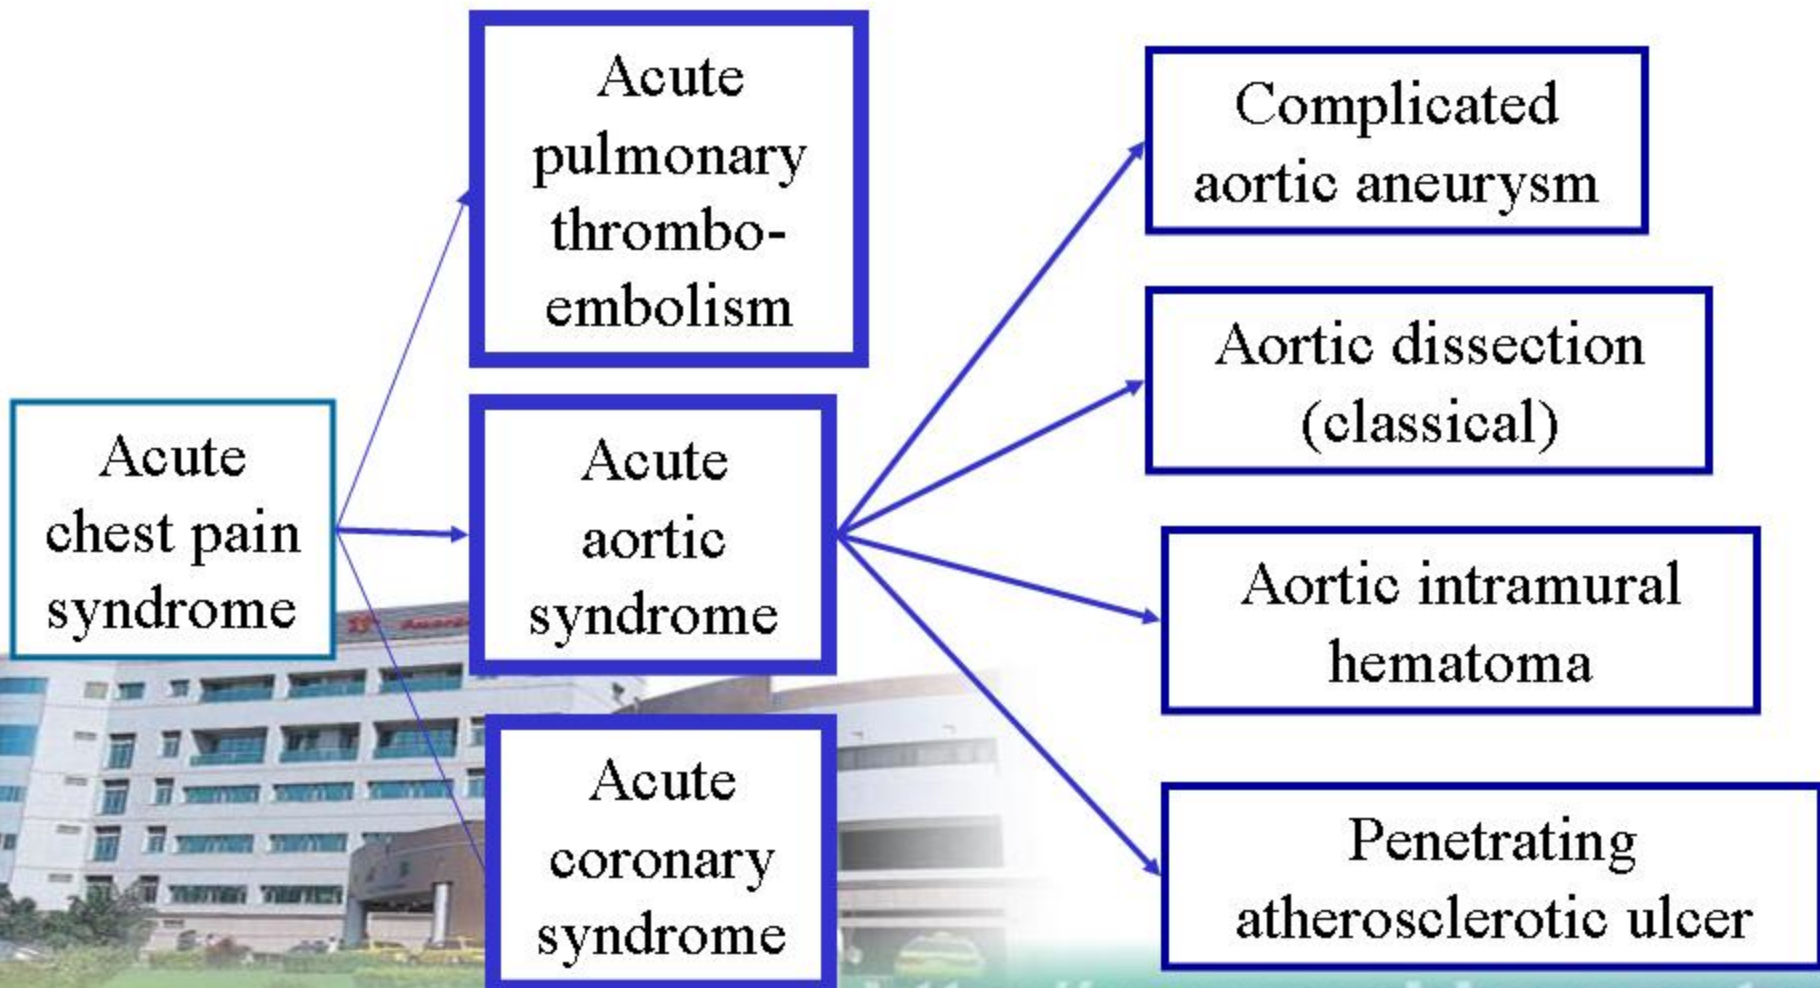 Acute
pulmonary
thrombo-
embolism
Complicated
aortic aneurysm
Aortic dissection
(classical)
Acute
chest pain
syndrome
Acute
aortic
syndrome
Aortic intramural
hematoma
Acute
coronary
syndrome
Penetrating
atherosclerotic ulcer